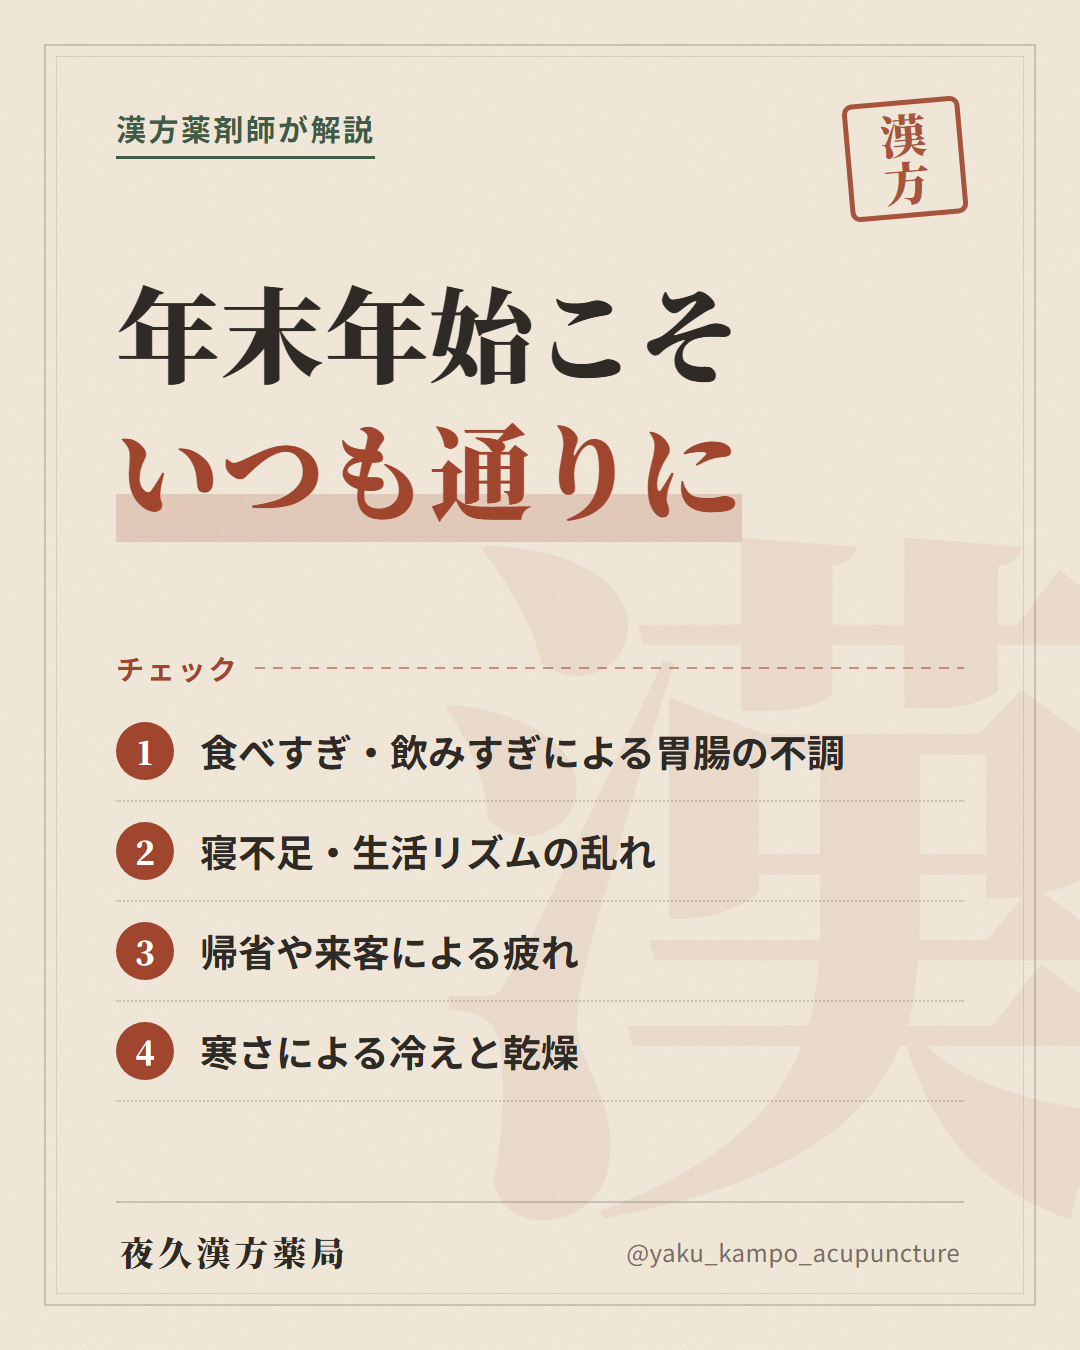 漢方薬剤師が解説
漢方
年末年始こそ
いつも通りに
チェック
1 食べすぎ・飲みすぎによる胃腸の不調
2 寝不足・生活リズムの乱れ
3 帰省や来客による疲れ
4 寒さによる冷えと乾燥
漢
夜久漢方薬局
@yaku_kampo_acupuncture